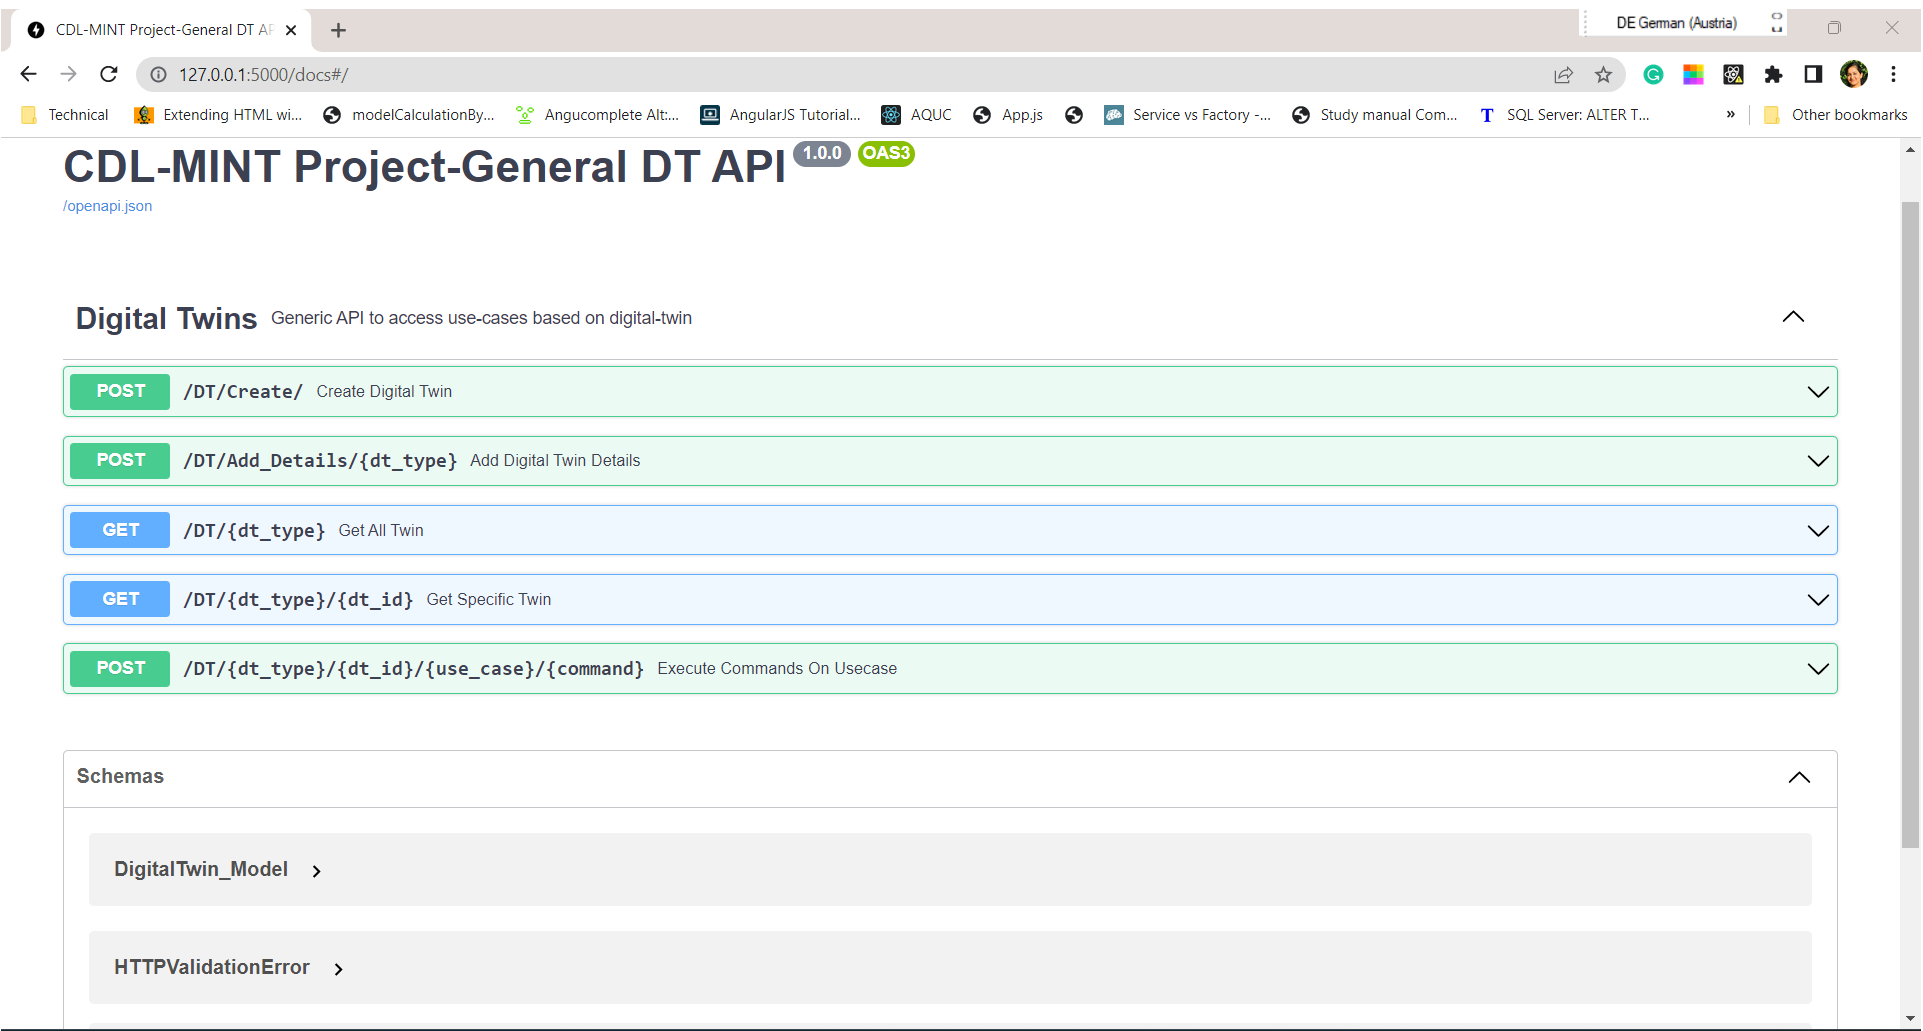 CDL-MINT Project-General DT AP
DE German (Austria)
127.0.0.1:5000/docs#/
Technical
Extending HTML wi...
modelCalculationBy...
Angucomplete Alt:...
AngularJS Tutorial...
AQUC
App.js
Service vs Factory -...
Study manual Com...
T SQL Server: ALTER T...
»
Other bookmarks
CDL-MINT Project-General DT API 1.0.0 OAS3
/openapi.json
Digital Twins Generic API to access use-cases based on digital-twin
POST /DT/Create/ Create Digital Twin
POST /DT/Add_Details/{dt_type} Add Digital Twin Details
GET /DT/{dt_type} Get All Twin
GET /DT/{dt_type}/{dt_id} Get Specific Twin
POST /DT/{dt_type}/{dt_id}/{use_case}/{command} Execute Commands On Usecase
Schemas
DigitalTwin_Model
HTTPValidationError